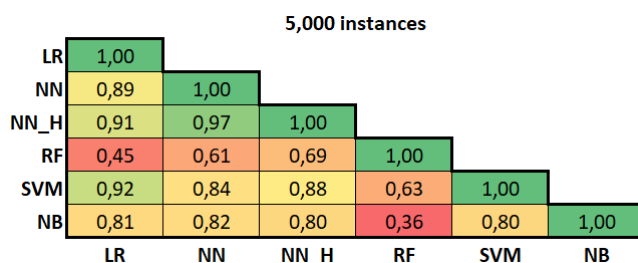 5,000 instances
LR 1,00
NN 0,89 1,00
NN_H 0,91 0,97 1,00
RF 0,45 0,61 0,69 1,00
SVM 0,92 0,84 0,88 0,63 1,00
NB 0,81 0,82 0,80 0,36 0,80 1,00
LR NN NN H RF SVM NB